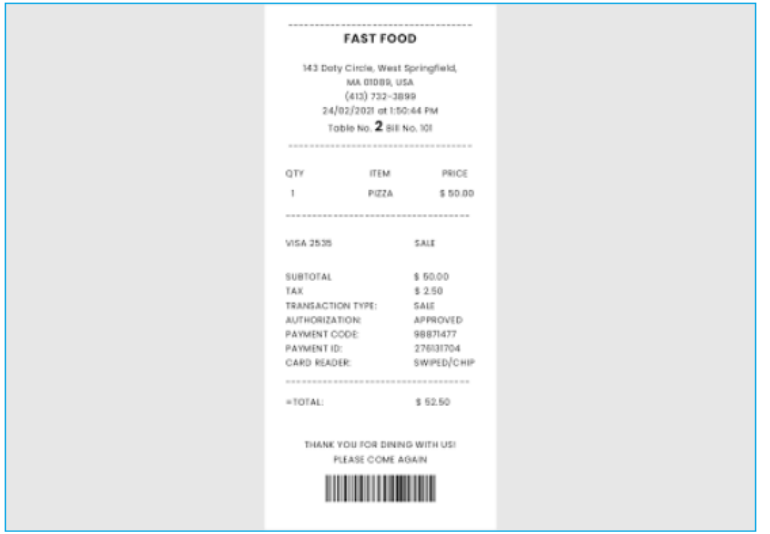 FAST FOOD
143 Doty Circle, West Springfield,
MA 01089, USA
(413) 732-3899
24/02/2021 at 1:50:44 PM
Table No. 2 Bill No. 101
QTY ITEM PRICE
1 PIZZA $ 50.00
VISA 2535 SALE
SUBTOTAL $ 50.00
TAX $ 2.50
TRANSACTION TYPE: SALE
AUTHORIZATION: APPROVED
PAYMENT CODE: 98871477
PAYMENT ID: 276131704
CARD READER: SWIPED/CHIP
=TOTAL: $ 52.50
THANK YOU FOR DINING WITH US!
PLEASE COME AGAIN